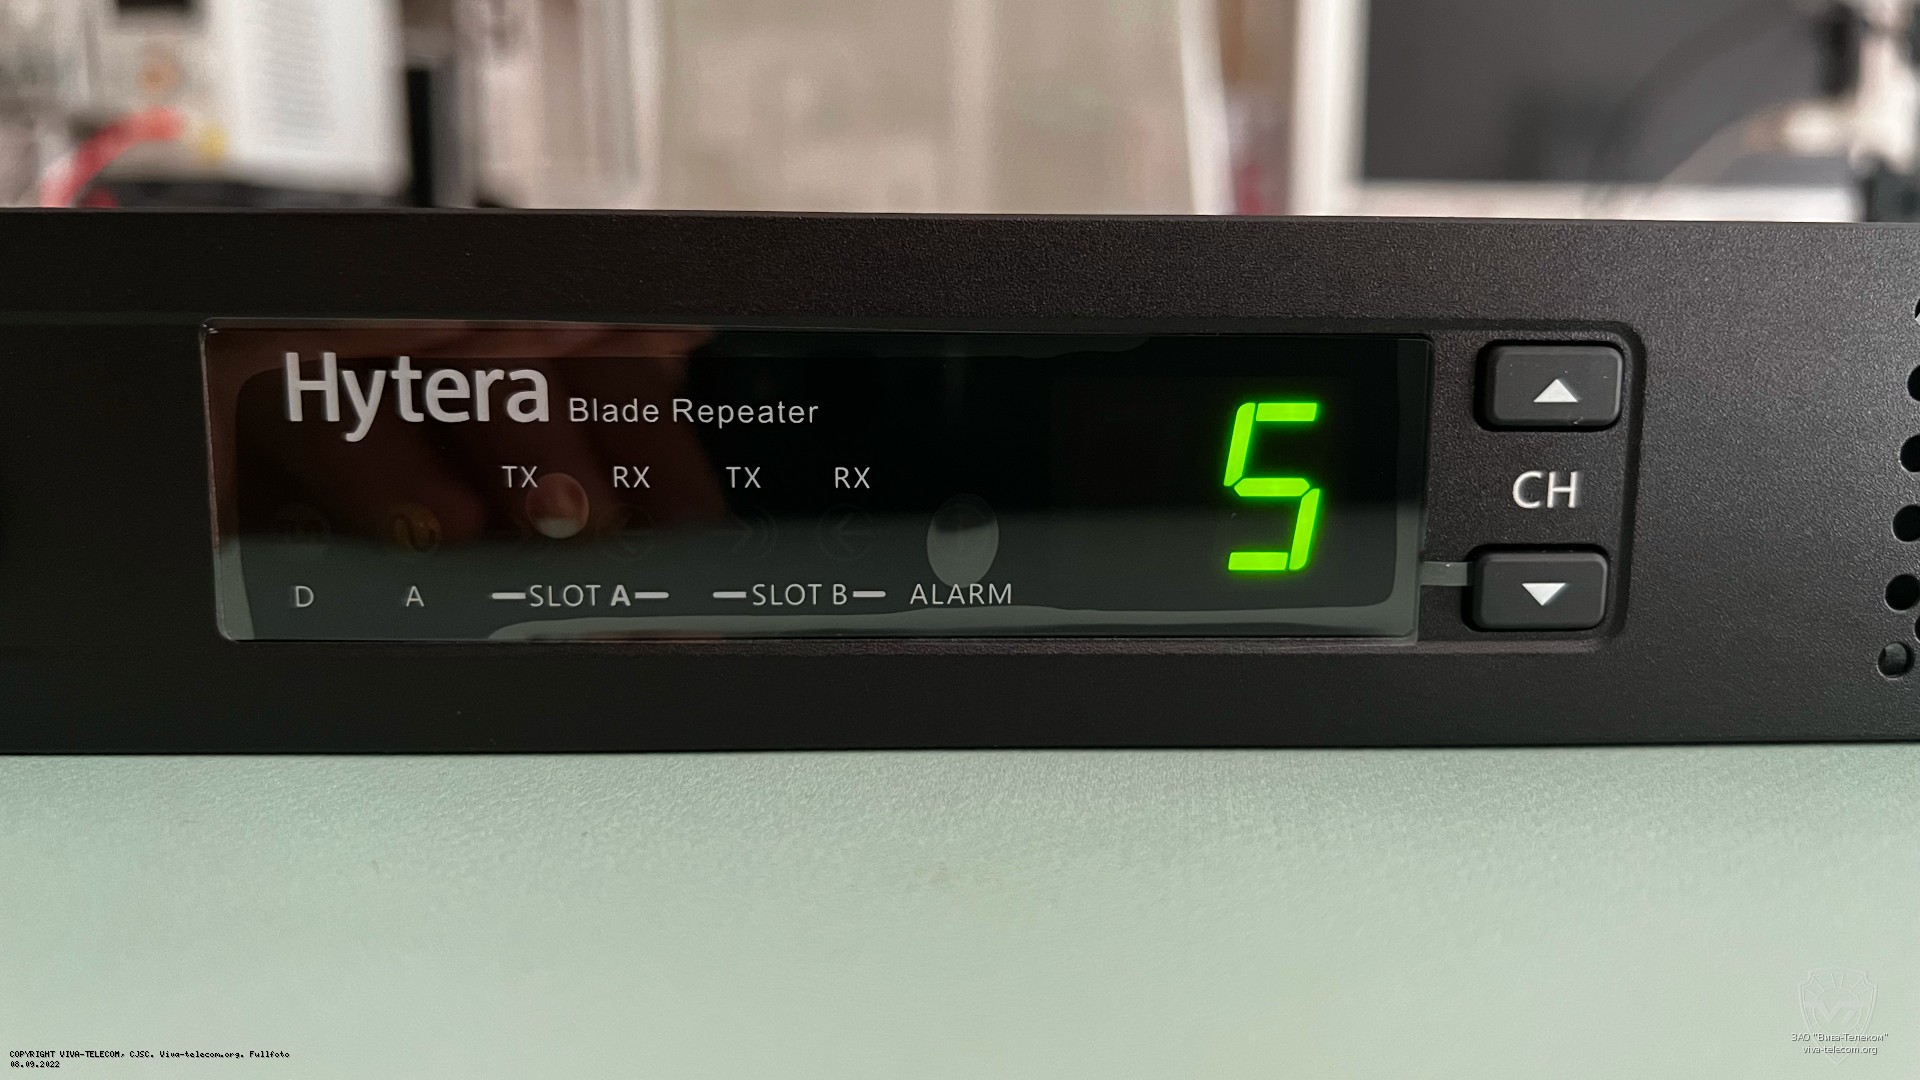 Hytera Blade Repeater
TX RX TX RX
5
CH
D A SLOT A SLOT B ALARM
COPYRIGHT VIVA-TELECOM, CJSC. Viva-telecom.org. Fullfoto
08.09.2022
ЗАО "Вива-Телеком"
viva-telecom.org